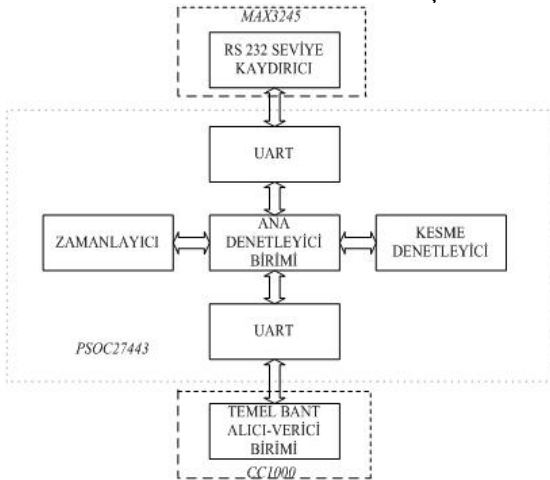 MAX3245
RS 232 SEVİYE
KAYDIRICI
UART
ZAMANLAYICI
ANA
DENETLEYİCİ
BİRİMİ
KESME
DENETLEYİCİ
UART
PSOC27443
TEMEL BANT
ALICI-VERİCİ
BİRİMİ
CC1000